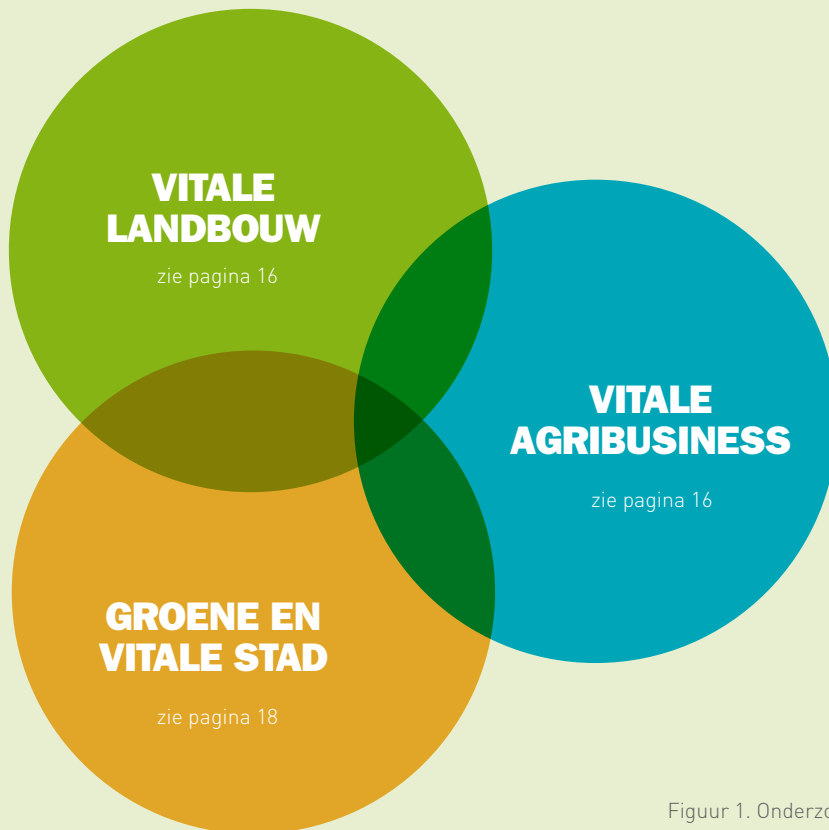 VITALE
LANDBOUW
zie pagina 16
VITALE
AGRIBUSINESS
zie pagina 16
GROENE EN
VITALE STAD
zie pagina 18
Figuur 1.